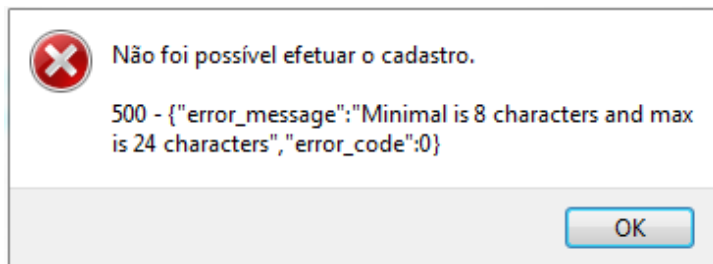 Não foi possível efetuar o cadastro.
500 - {"error_message":"Minimal is 8 characters and max
is 24 characters","error_code":0}
OK